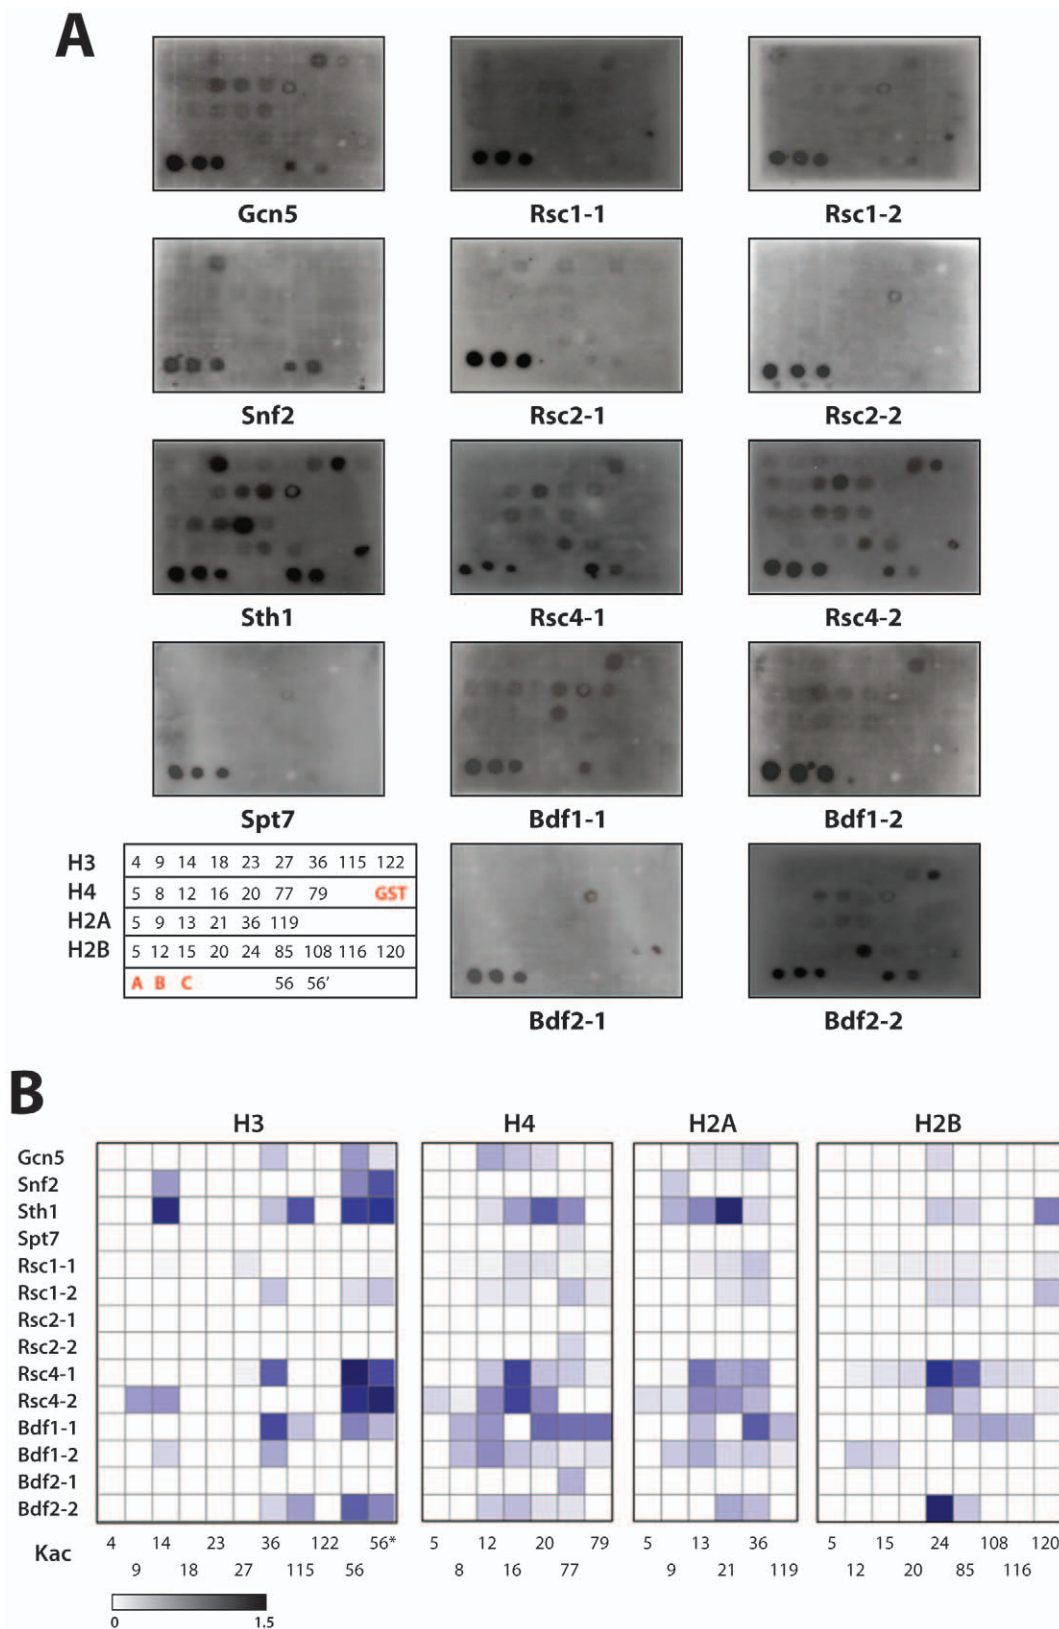 A
Gcn5 Rsc1-1 Rsc1-2
Snf2 Rsc2-1 Rsc2-2
Sth1 Rsc4-1 Rsc4-2
Spt7 Bdf1-1 Bdf1-2
H3 4 9 14 18 23 27 36 115 122
H4 5 8 12 16 20 77 79 GST
H2A 5 9 13 21 36 119
H2B 5 12 15 20 24 85 108 116 120
A B C 56 56′
Bdf2-1 Bdf2-2
B
H3 H4 H2A H2B
Gcn5
Snf2
Sth1
Spt7
Rsc1-1
Rsc1-2
Rsc2-1
Rsc2-2
Rsc4-1
Rsc4-2
Bdf1-1
Bdf1-2
Bdf2-1
Bdf2-2
Kac
4 14 23 36 122 56* 5 12 20 79 5 13 36 5 15 24 108 120
9 18 27 115 56 8 16 77 9 21 119 12 20 85 116
0 1.5